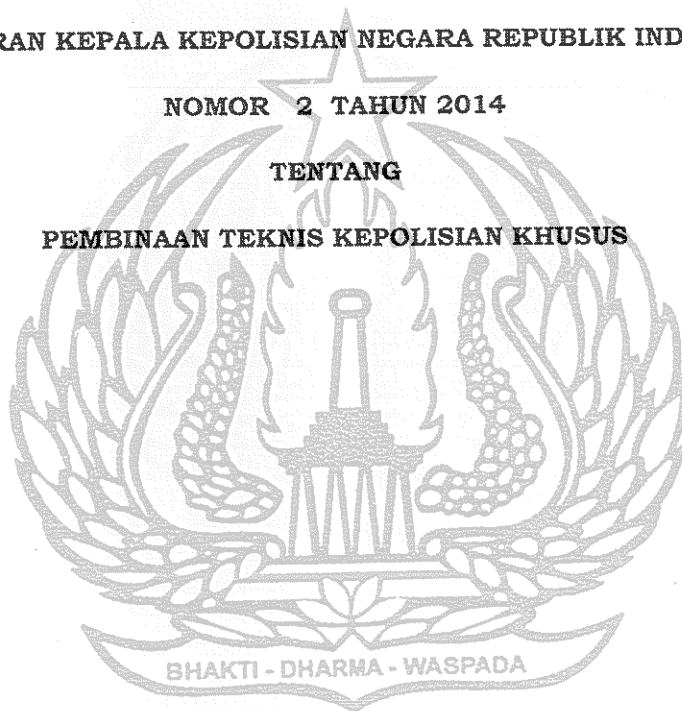 RAN KEPALA KEPOLISIAN NEGARA REPUBLIK IND
NOMOR 2 TAHUN 2014
TENTANG
PEMBINAAN TEKNIS KEPOLISIAN KHUSUS
BHAKTI - DHARMA - WASPADA